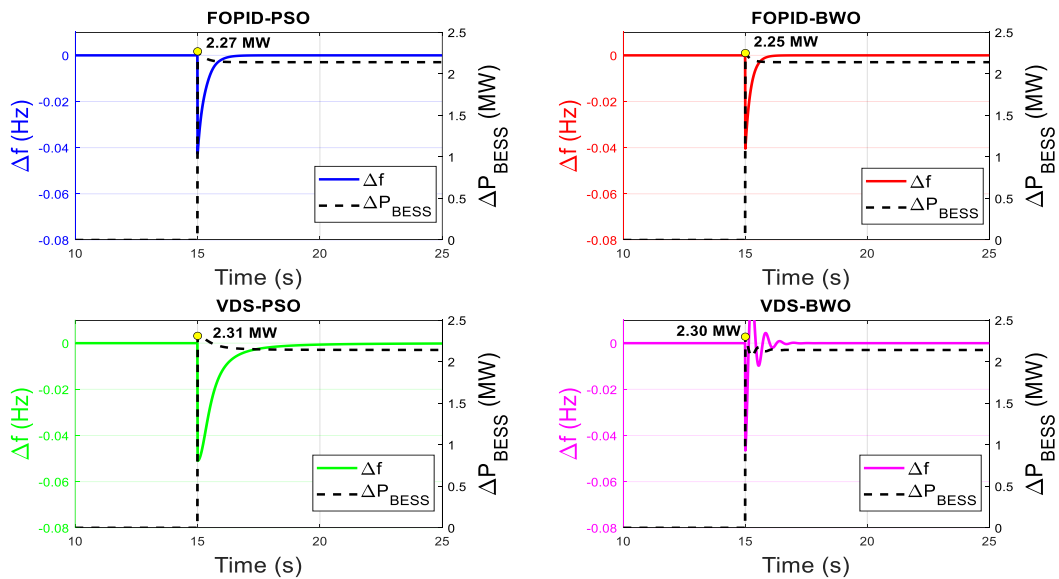 FOPID-PSO
2.27 MW
0
-0.02
-0.04
-0.06
-0.08
Δf (Hz)
2.5
2
1.5
1
0.5
0
ΔP_BESS (MW)
Δf
ΔP_BESS
10
15
20
25
Time (s)
FOPID-BWO
2.25 MW
0
-0.02
-0.04
-0.06
-0.08
Δf (Hz)
2.5
2
1.5
1
0.5
0
ΔP_BESS (MW)
Δf
ΔP_BESS
10
15
20
25
Time (s)
VDS-PSO
2.31 MW
0
-0.02
-0.04
-0.06
-0.08
Δf (Hz)
2.5
2
1.5
1
0.5
0
ΔP_BESS (MW)
Δf
ΔP_BESS
10
15
20
25
Time (s)
VDS-BWO
2.30 MW
0
-0.02
-0.04
-0.06
-0.08
Δf (Hz)
2.5
2
1.5
1
0.5
0
ΔP_BESS (MW)
Δf
ΔP_BESS
10
15
20
25
Time (s)